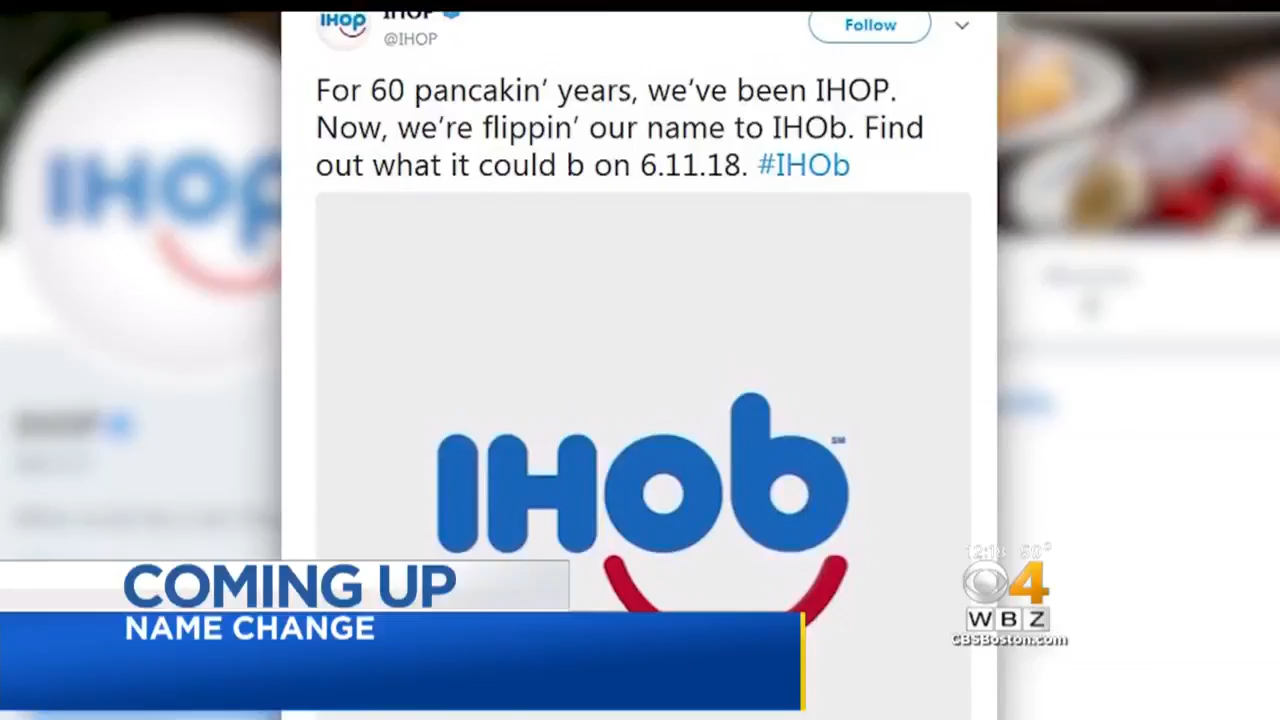 IHOP
IHOP
@IHOP
Follow
For 60 pancakin' years, we've been IHOP.
Now, we're flippin' our name to IHOb. Find
out what it could b on 6.11.18. #IHOb
IHOP
IHOb SM
COMING UP
NAME CHANGE
4
WBZ
CBSBoston.com